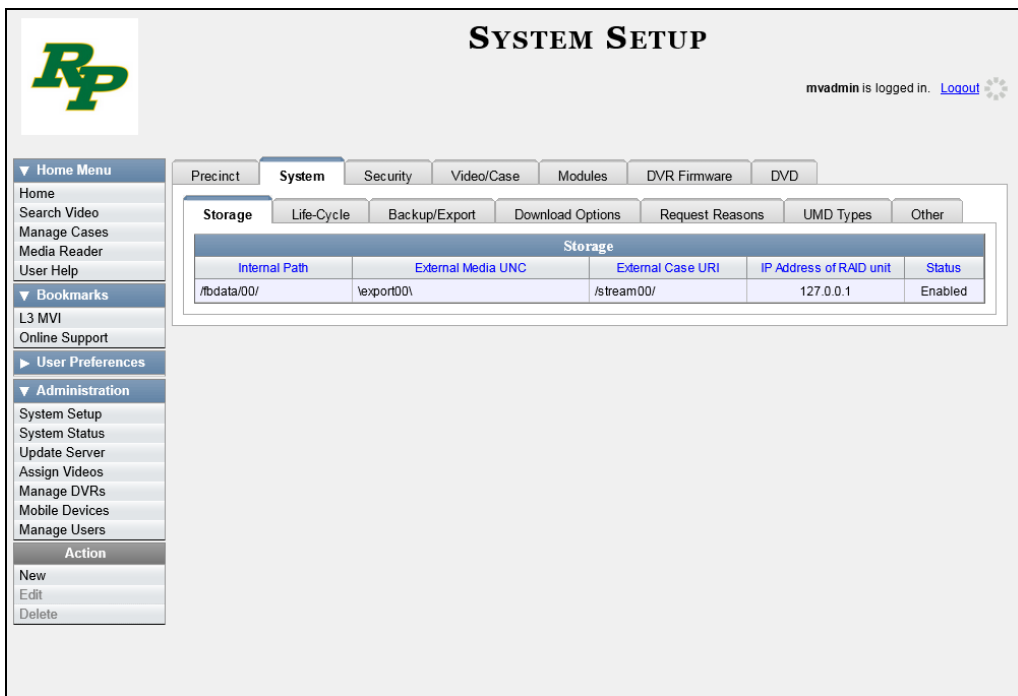 RP
SYSTEM SETUP
mvadmin is logged in. Logout
▼ Home Menu
Home
Search Video
Manage Cases
Media Reader
User Help
▼ Bookmarks
L3 MVI
Online Support
► User Preferences
▼ Administration
System Setup
System Status
Update Server
Assign Videos
Manage DVRs
Mobile Devices
Manage Users
Action
New
Edit
Delete
Precinct System Security Video/Case Modules DVR Firmware DVD
Storage Life-Cycle Backup/Export Download Options Request Reasons UMD Types Other
Storage
Internal Path External Media UNC External Case URI IP Address of RAID unit Status
/fbdata/00/ \export00\ /stream00/ 127.0.0.1 Enabled